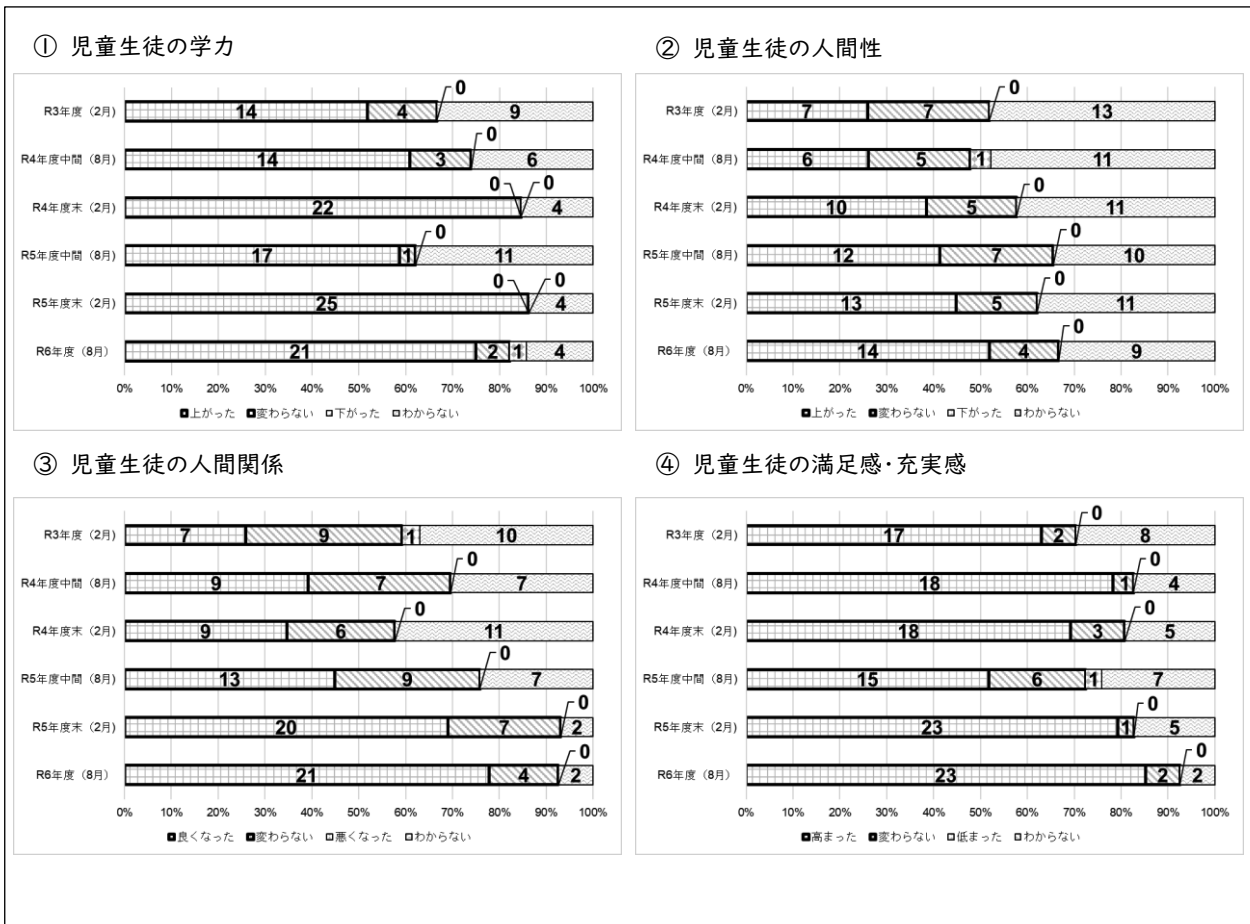 ① 児童生徒の学力
R3年度（2月） 14 4 0 9
R4年度中間（8月） 14 3 0 6
R4年度末（2月） 22 0 0 4
R5年度中間（8月） 17 1 0 11
R5年度末（2月） 25 0 0 4
R6年度（8月） 21 2 1 4
0% 10% 20% 30% 40% 50% 60% 70% 80% 90% 100%
上がった 変わらない 下がった わからない
② 児童生徒の人間性
R3年度（2月） 7 7 0 13
R4年度中間（8月） 6 5 1 11
R4年度末（2月） 10 5 0 11
R5年度中間（8月） 12 7 0 10
R5年度末（2月） 13 5 0 11
R6年度（8月） 14 4 0 9
0% 10% 20% 30% 40% 50% 60% 70% 80% 90% 100%
上がった 変わらない 下がった わからない
③ 児童生徒の人間関係
R3年度（2月） 7 9 1 10
R4年度中間（8月） 9 7 0 7
R4年度末（2月） 9 6 0 11
R5年度中間（8月） 13 9 0 7
R5年度末（2月） 20 7 0 2
R6年度（8月） 21 4 0 2
0% 10% 20% 30% 40% 50% 60% 70% 80% 90% 100%
良くなった 変わらない 悪くなった わからない
④ 児童生徒の満足感・充実感
R3年度（2月） 17 2 0 8
R4年度中間（8月） 18 1 0 4
R4年度末（2月） 18 3 0 5
R5年度中間（8月） 15 6 1 7
R5年度末（2月） 23 1 0 5
R6年度（8月） 23 2 0 2
0% 10% 20% 30% 40% 50% 60% 70% 80% 90% 100%
高まった 変わらない 低まった わからない